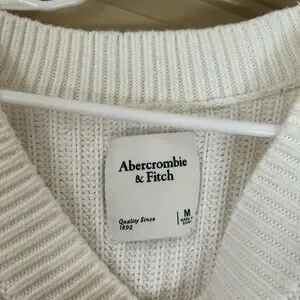 Abercrombie
& Fitch
Quality Since
1892
M